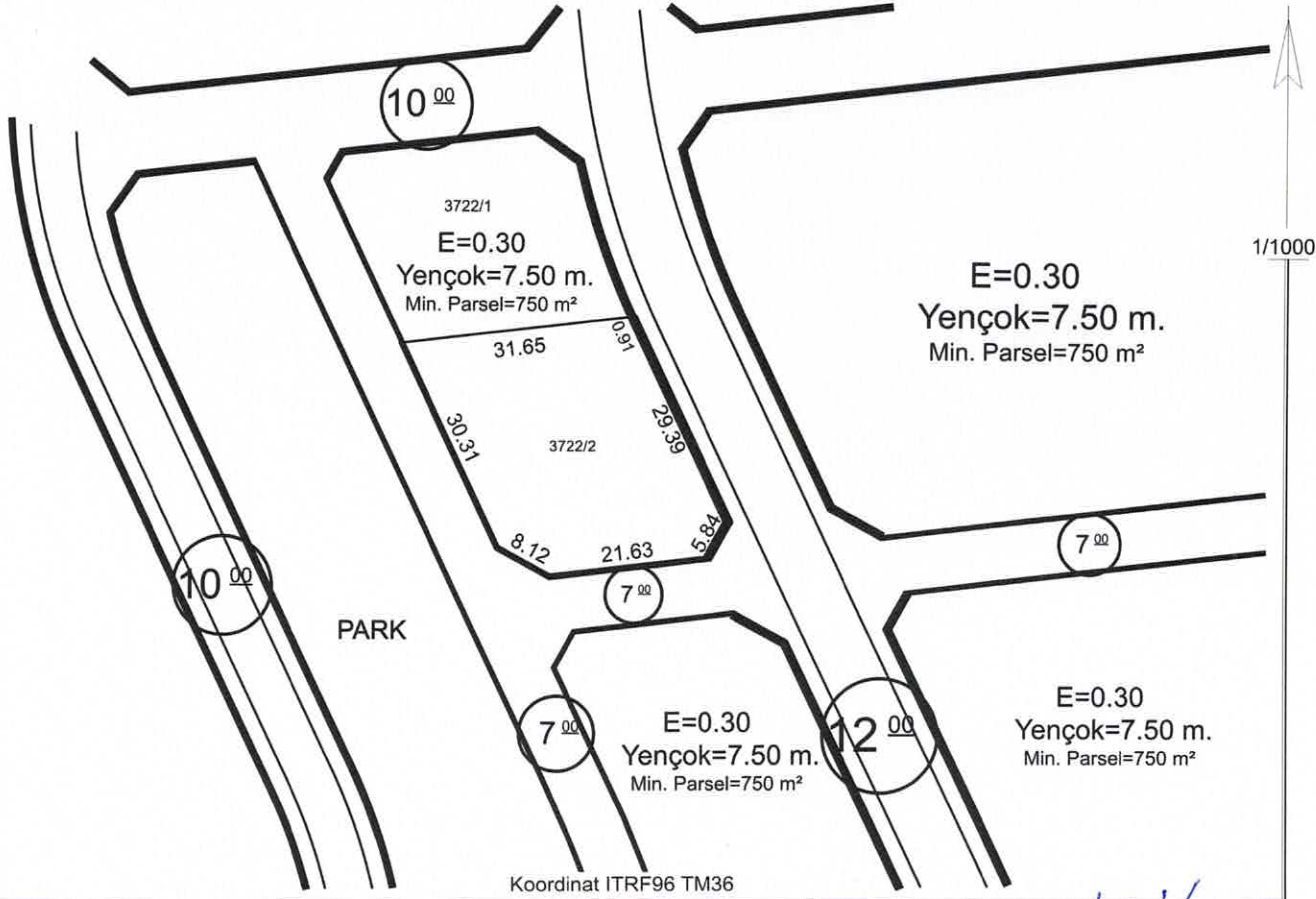 10 00
3722/1
E=0.30
Yençok=7.50 m.
Min. Parsel=750 m²
1/1000
E=0.30
Yençok=7.50 m.
Min. Parsel=750 m²
31.65
0.91
30.31
29.39
3722/2
8.12
21.63
5.84
7 00
7 00
10 00
PARK
7 00
E=0.30
Yençok=7.50 m.
Min. Parsel=750 m²
12 00
E=0.30
Yençok=7.50 m.
Min. Parsel=750 m²
Koordinat ITRF96 TM36